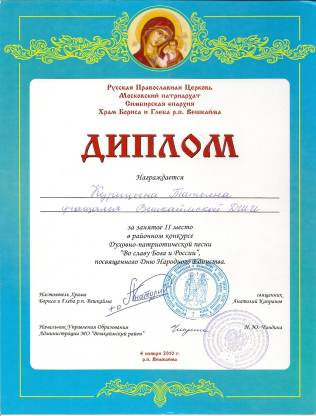 Русская Православная Церковь
Московский патриархат
Симбирская епархия
Храм Бориса и Глеба р.п. Вешкайма
ДИПЛОМ
Награждается
Курицына Татьяна
учащаяся Вешкаймской ДШИ
за занятое II место
в районном конкурсе
Духовно-патриотической песни
"Во славу Бога и России",
посвященного Дню Народного Единства.
Настоятель Храма
Бориса и Глеба р.п. Вешкайма
священник
Анатолий Капранов
Начальник Управления Образования
Администрации МО "Вешкаймский район"
Н. Ю. Чандина
4 ноября 2010 г.
р.п. Вешкайма